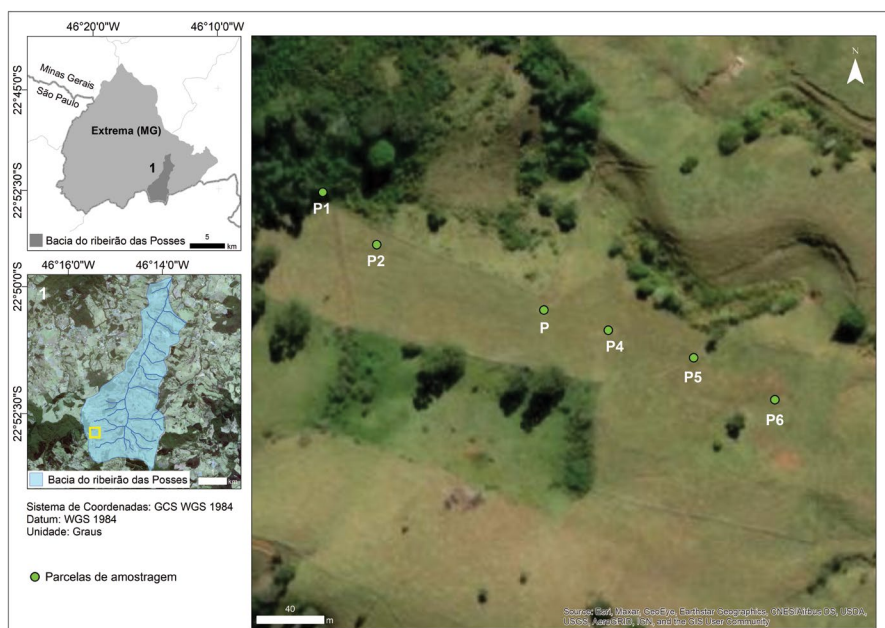 46°20'0"W 46°10'0"W
22°45'0"S
22°52'30"S
Minas Gerais
São Paulo
Extrema (MG)
1
Bacia do ribeirão das Posses
5
km
46°16'0"W 46°14'0"W
22°50'0"S
22°52'30"S
1
Bacia do ribeirão das Posses
km
Sistema de Coordenadas: GCS WGS 1984
Datum: WGS 1984
Unidade: Graus
Parcelas de amostragem
N
P1
P2
P
P4
P5
P6
40
m
Source: Esri, Maxar, GeoEye, Earthstar Geographics, CNES/Airbus DS, USDA,
USGS, AeroGRID, IGN, and the GIS User Community